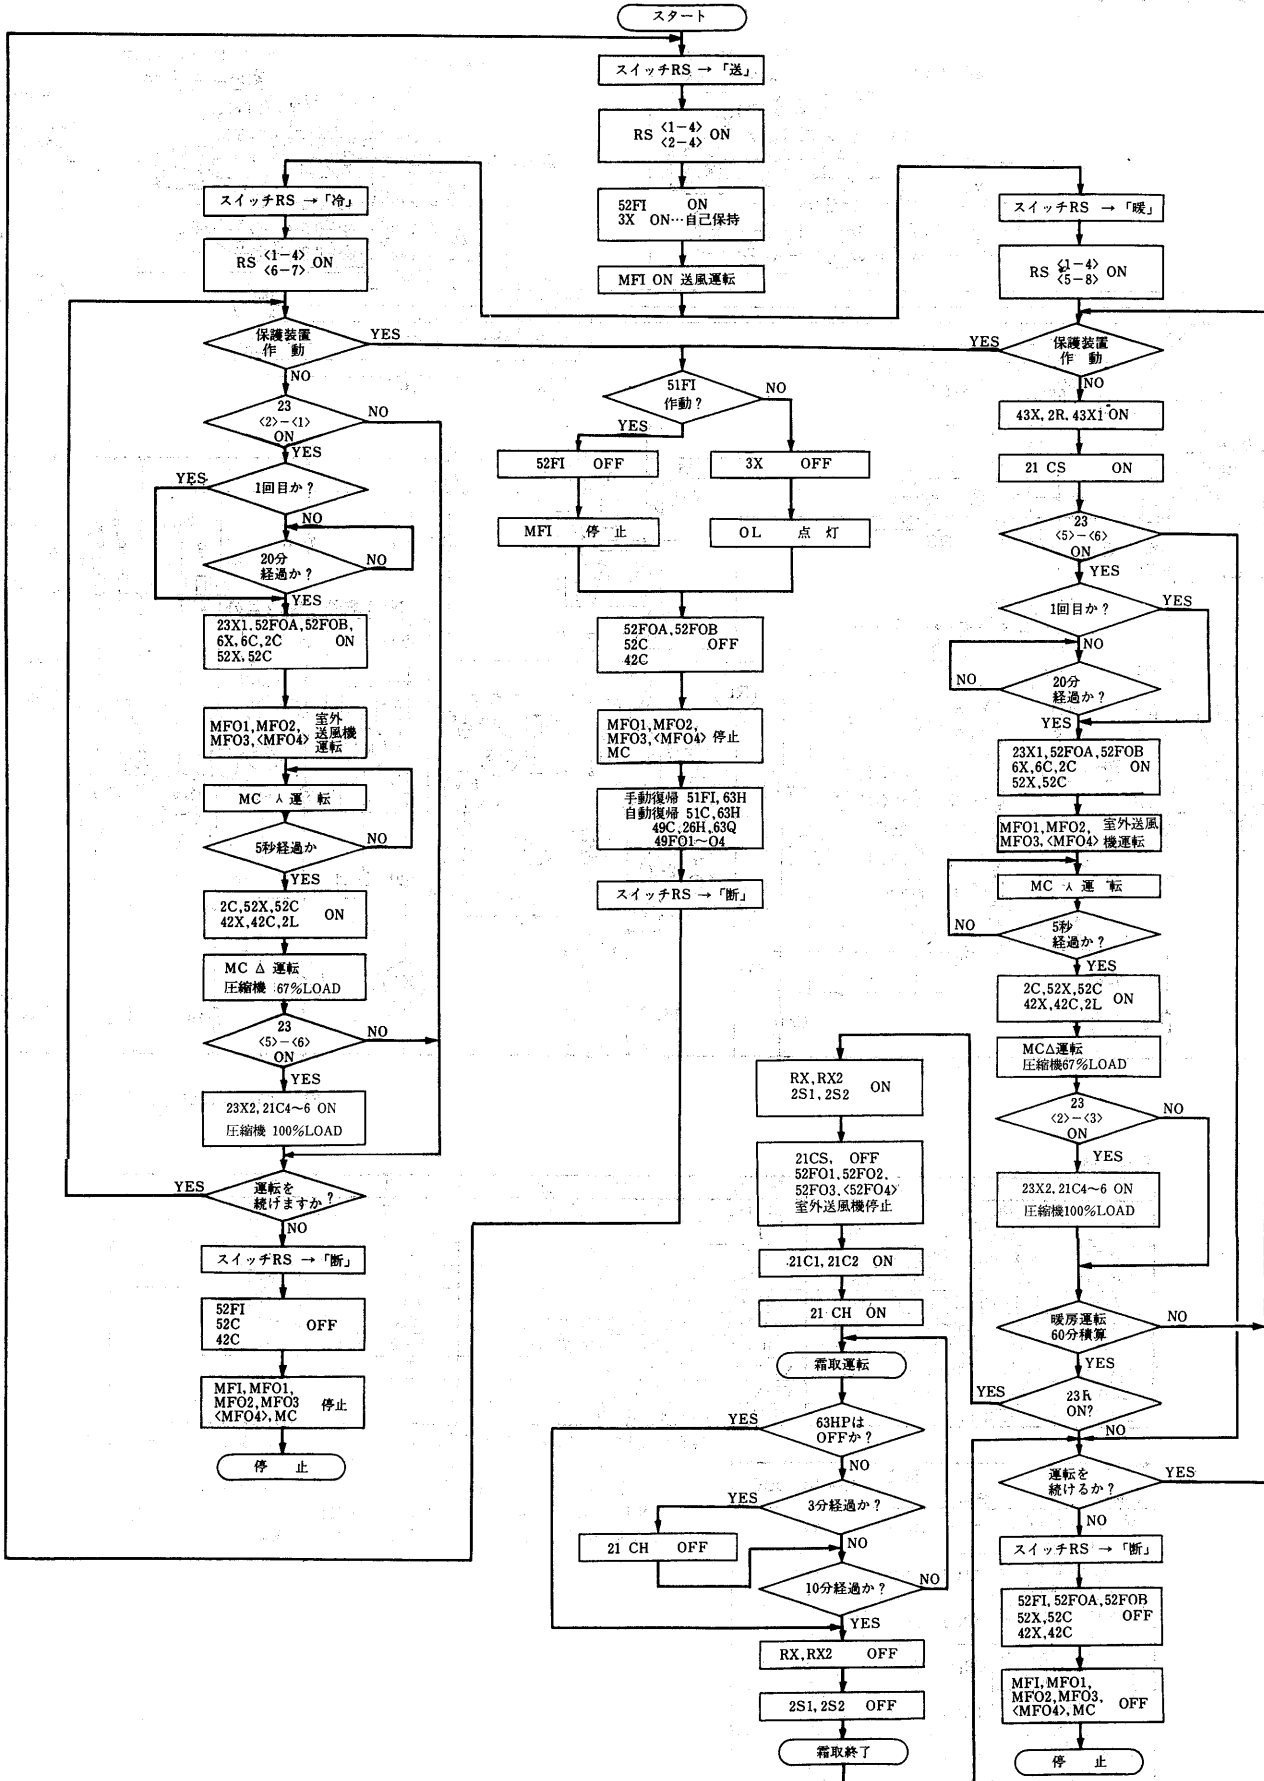 スタート
スイッチRS → 「送」
RS <1-4> ON
<2-4>
52FI ON
3X ON…自己保持
MFI ON 送風運転
スイッチRS → 「冷」
RS <1-4> ON
<6-7>
保護装置
作 動
YES
NO
23
<2>-<1>
ON
NO
YES
1回目か?
YES
NO
20分
経過か?
NO
YES
23X1.52FOA,52FOB,
6X,6C,2C ON
52X,52C
MFO1,MFO2, 室外
送風機
MFO3,<MFO4> 運転
MC 人 運 転
5秒経過か
NO
YES
2C,52X,52C ON
42X,42C,2L
MC △ 運転
圧縮機 67%LOAD
23
<5>-<6>
ON
NO
YES
23X2,21C4~6 ON
圧縮機 100%LOAD
運転を
続けますか?
YES
NO
スイッチRS → 「断」
52FI
52C OFF
42C
MFI,MFO1,
MFO2,MFO3 停止
<MFO4>,MC
停 止
51FI
作動?
NO
YES
52FI OFF
3X OFF
MFI 停 止
OL 点 灯
52FOA,52FOB
52C OFF
42C
MFO1,MFO2,
MFO3,<MFO4> 停止
MC
手動復帰 51FI,63H
自動復帰 51C,63H
49C,26H,63Q
49FO1~O4
スイッチRS → 「断」
スイッチRS → 「暖」
RS <1-4> ON
<5-8>
YES
保護装置
作 動
NO
43X,2R,43X1 ON
21 CS ON
23
<5>-<6>
ON
YES
1回目か?
YES
NO
20分
経過か?
NO
YES
23X1,52FOA,52FOB
6X,6C,2C ON
52X,52C
MFO1,MFO2, 室外送風
MFO3,<MFO4> 機運転
MC 人 運 転
5秒
経過か?
NO
YES
2C,52X,52C ON
42X,42C,2L
MC△運転
圧縮機67%LOAD
23
<2>-<3>
ON
NO
YES
23X2,21C4~6 ON
圧縮機100%LOAD
暖房運転
60分積算
NO
YES
23R
ON?
YES
NO
運転を
続けるか?
YES
NO
スイッチRS → 「断」
52FI,52FOA,52FOB
52X,52C OFF
42X,42C
MFI,MFO1,
MFO2,MFO3, OFF
<MFO4>,MC
停 止
RX,RX2 ON
2S1,2S2
21CS, OFF
52FO1,52FO2,
52FO3,<52FO4>
室外送風機停止
21C1,21C2 ON
21 CH ON
霜取運転
63HPは
OFFか?
YES
NO
3分経過か?
YES
NO
21 CH OFF
10分経過か?
NO
YES
RX,RX2 OFF
2S1,2S2 OFF
霜取終了